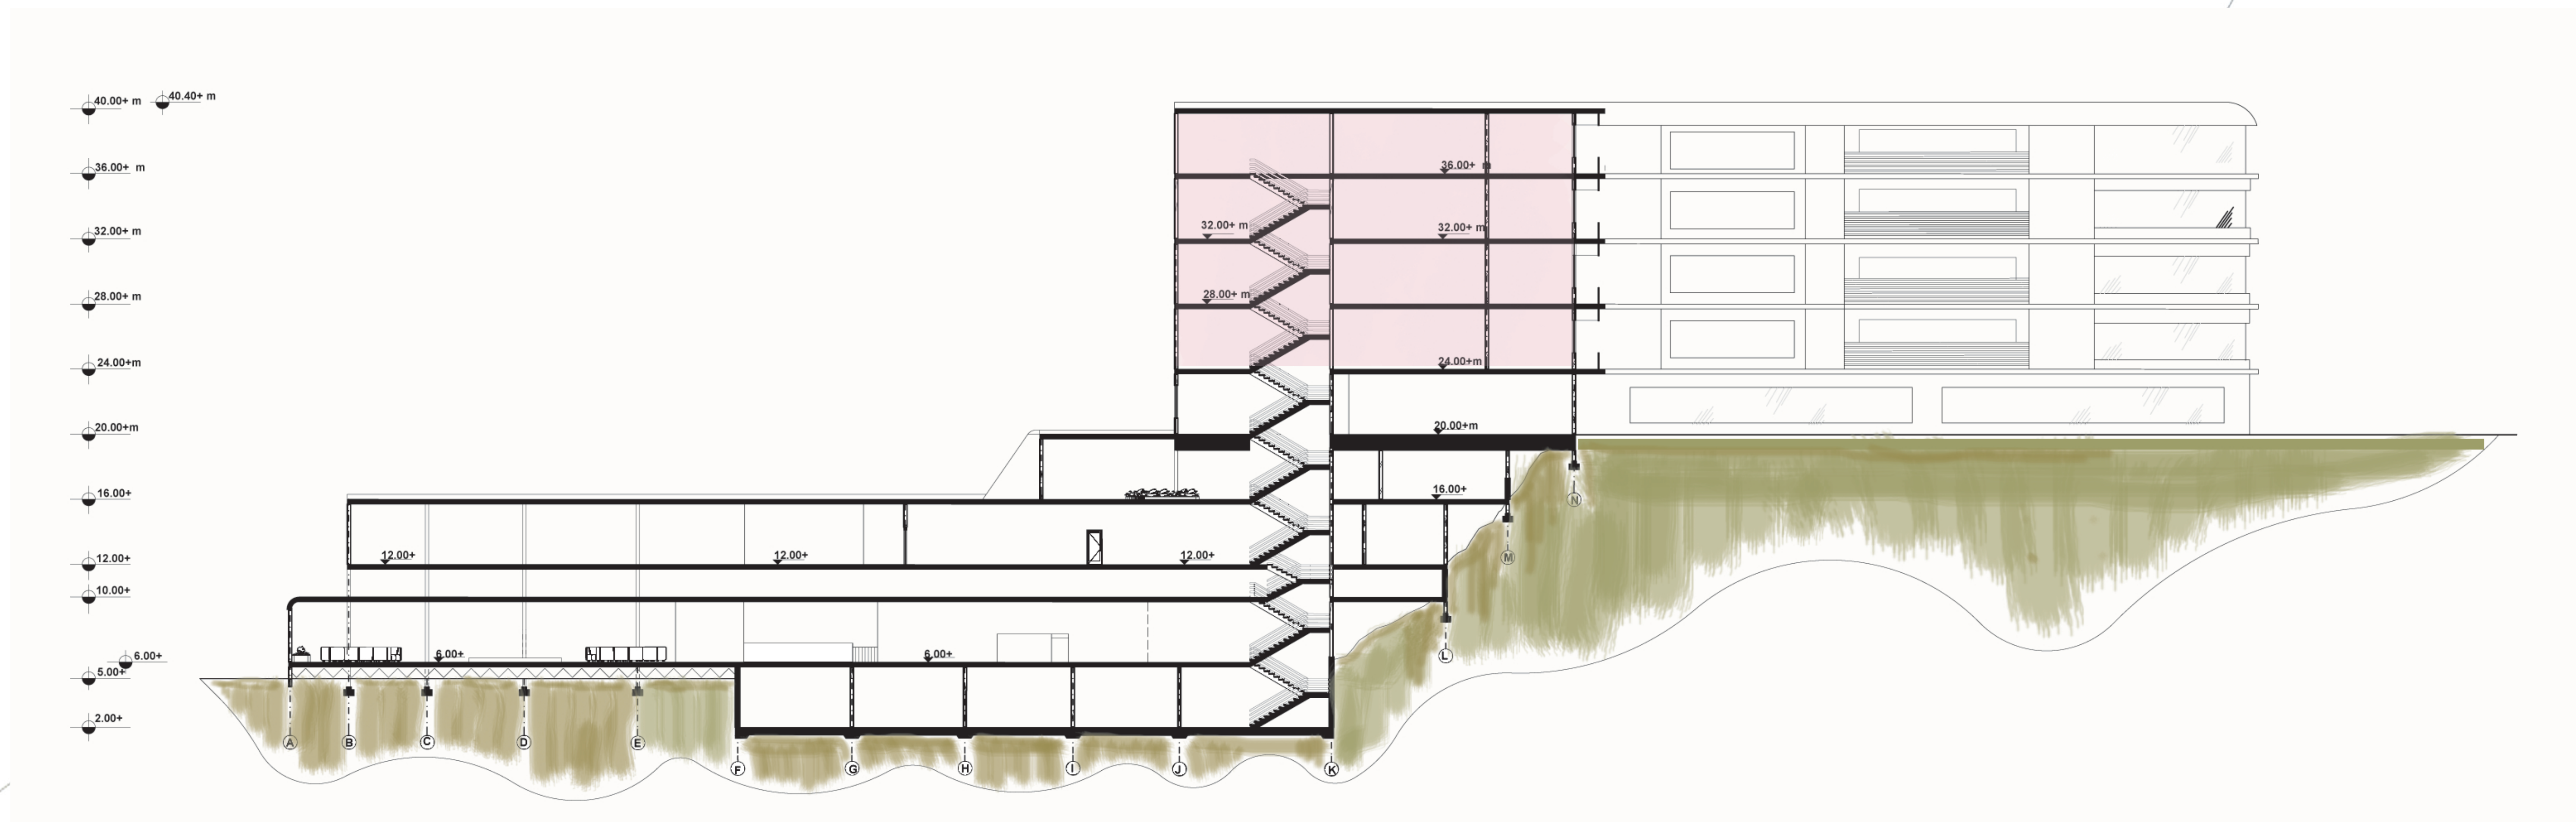 40.00+ m
40.40+ m
36.00+ m
32.00+ m
28.00+ m
24.00+m
20.00+m
16.00+
12.00+
10.00+
6.00+
5.00+
2.00+
36.00+ m
32.00+ m
32.00+ m
28.00+ m
24.00+m
20.00+m
16.00+
12.00+
12.00+
12.00+
6.00+
6.00+
A
B
C
D
E
F
G
H
I
J
K
L
M
N